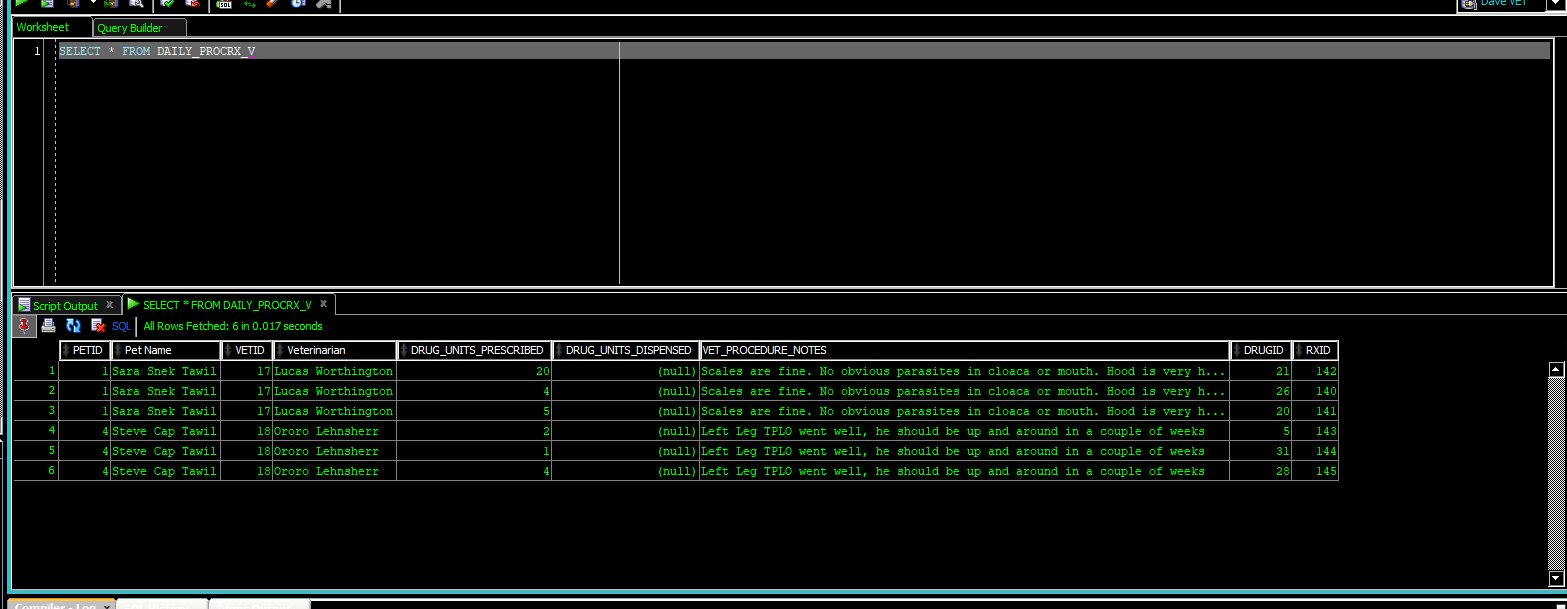 Dave VET
Worksheet Query Builder
1 SELECT * FROM DAILY_PROCRX_V
Script Output SELECT * FROM DAILY_PROCRX_V
SQL All Rows Fetched: 6 in 0.017 seconds
PETID Pet Name VETID Veterinarian DRUG_UNITS_PRESCRIBED DRUG_UNITS_DISPENSED VET_PROCEDURE_NOTES DRUGID RXID
1 1 Sara Snek Tawil 17 Lucas Worthington 20 (null) Scales are fine. No obvious parasites in cloaca or mouth. Hood is very h... 21 142
2 1 Sara Snek Tawil 17 Lucas Worthington 4 (null) Scales are fine. No obvious parasites in cloaca or mouth. Hood is very h... 26 140
3 1 Sara Snek Tawil 17 Lucas Worthington 5 (null) Scales are fine. No obvious parasites in cloaca or mouth. Hood is very h... 20 141
4 4 Steve Cap Tawil 18 Ororo Lehnsherr 2 (null) Left Leg TPLO went well, he should be up and around in a couple of weeks 5 143
5 4 Steve Cap Tawil 18 Ororo Lehnsherr 1 (null) Left Leg TPLO went well, he should be up and around in a couple of weeks 31 144
6 4 Steve Cap Tawil 18 Ororo Lehnsherr 4 (null) Left Leg TPLO went well, he should be up and around in a couple of weeks 28 145
Compiler - Log